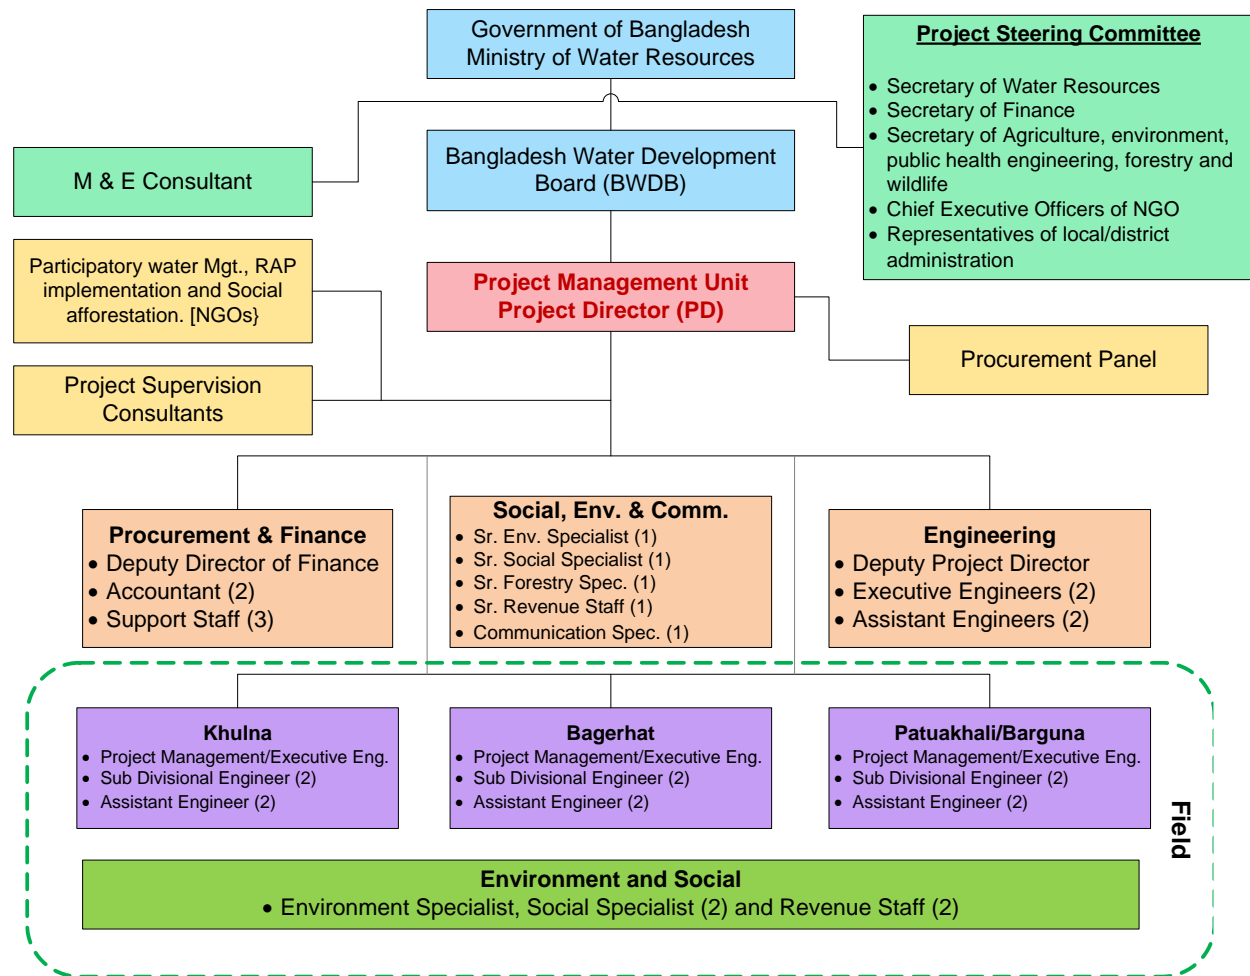 Government of Bangladesh
Ministry of Water Resources
Project Steering Committee
• Secretary of Water Resources
• Secretary of Finance
• Secretary of Agriculture, environment,
public health engineering, forestry and
wildlife
• Chief Executive Officers of NGO
• Representatives of local/district
administration
M & E Consultant
Bangladesh Water Development
Board (BWDB)
Participatory water Mgt., RAP
implementation and Social
afforestation. [NGOs}
Project Management Unit
Project Director (PD)
Procurement Panel
Project Supervision
Consultants
Procurement & Finance
• Deputy Director of Finance
• Accountant (2)
• Support Staff (3)
Social, Env. & Comm.
• Sr. Env. Specialist (1)
• Sr. Social Specialist (1)
• Sr. Forestry Spec. (1)
• Sr. Revenue Staff (1)
• Communication Spec. (1)
Engineering
• Deputy Project Director
• Executive Engineers (2)
• Assistant Engineers (2)
Khulna
• Project Management/Executive Eng.
• Sub Divisional Engineer (2)
• Assistant Engineer (2)
Bagerhat
• Project Management/Executive Eng.
• Sub Divisional Engineer (2)
• Assistant Engineer (2)
Patuakhali/Barguna
• Project Management/Executive Eng.
• Sub Divisional Engineer (2)
• Assistant Engineer (2)
Field
Environment and Social
• Environment Specialist, Social Specialist (2) and Revenue Staff (2)